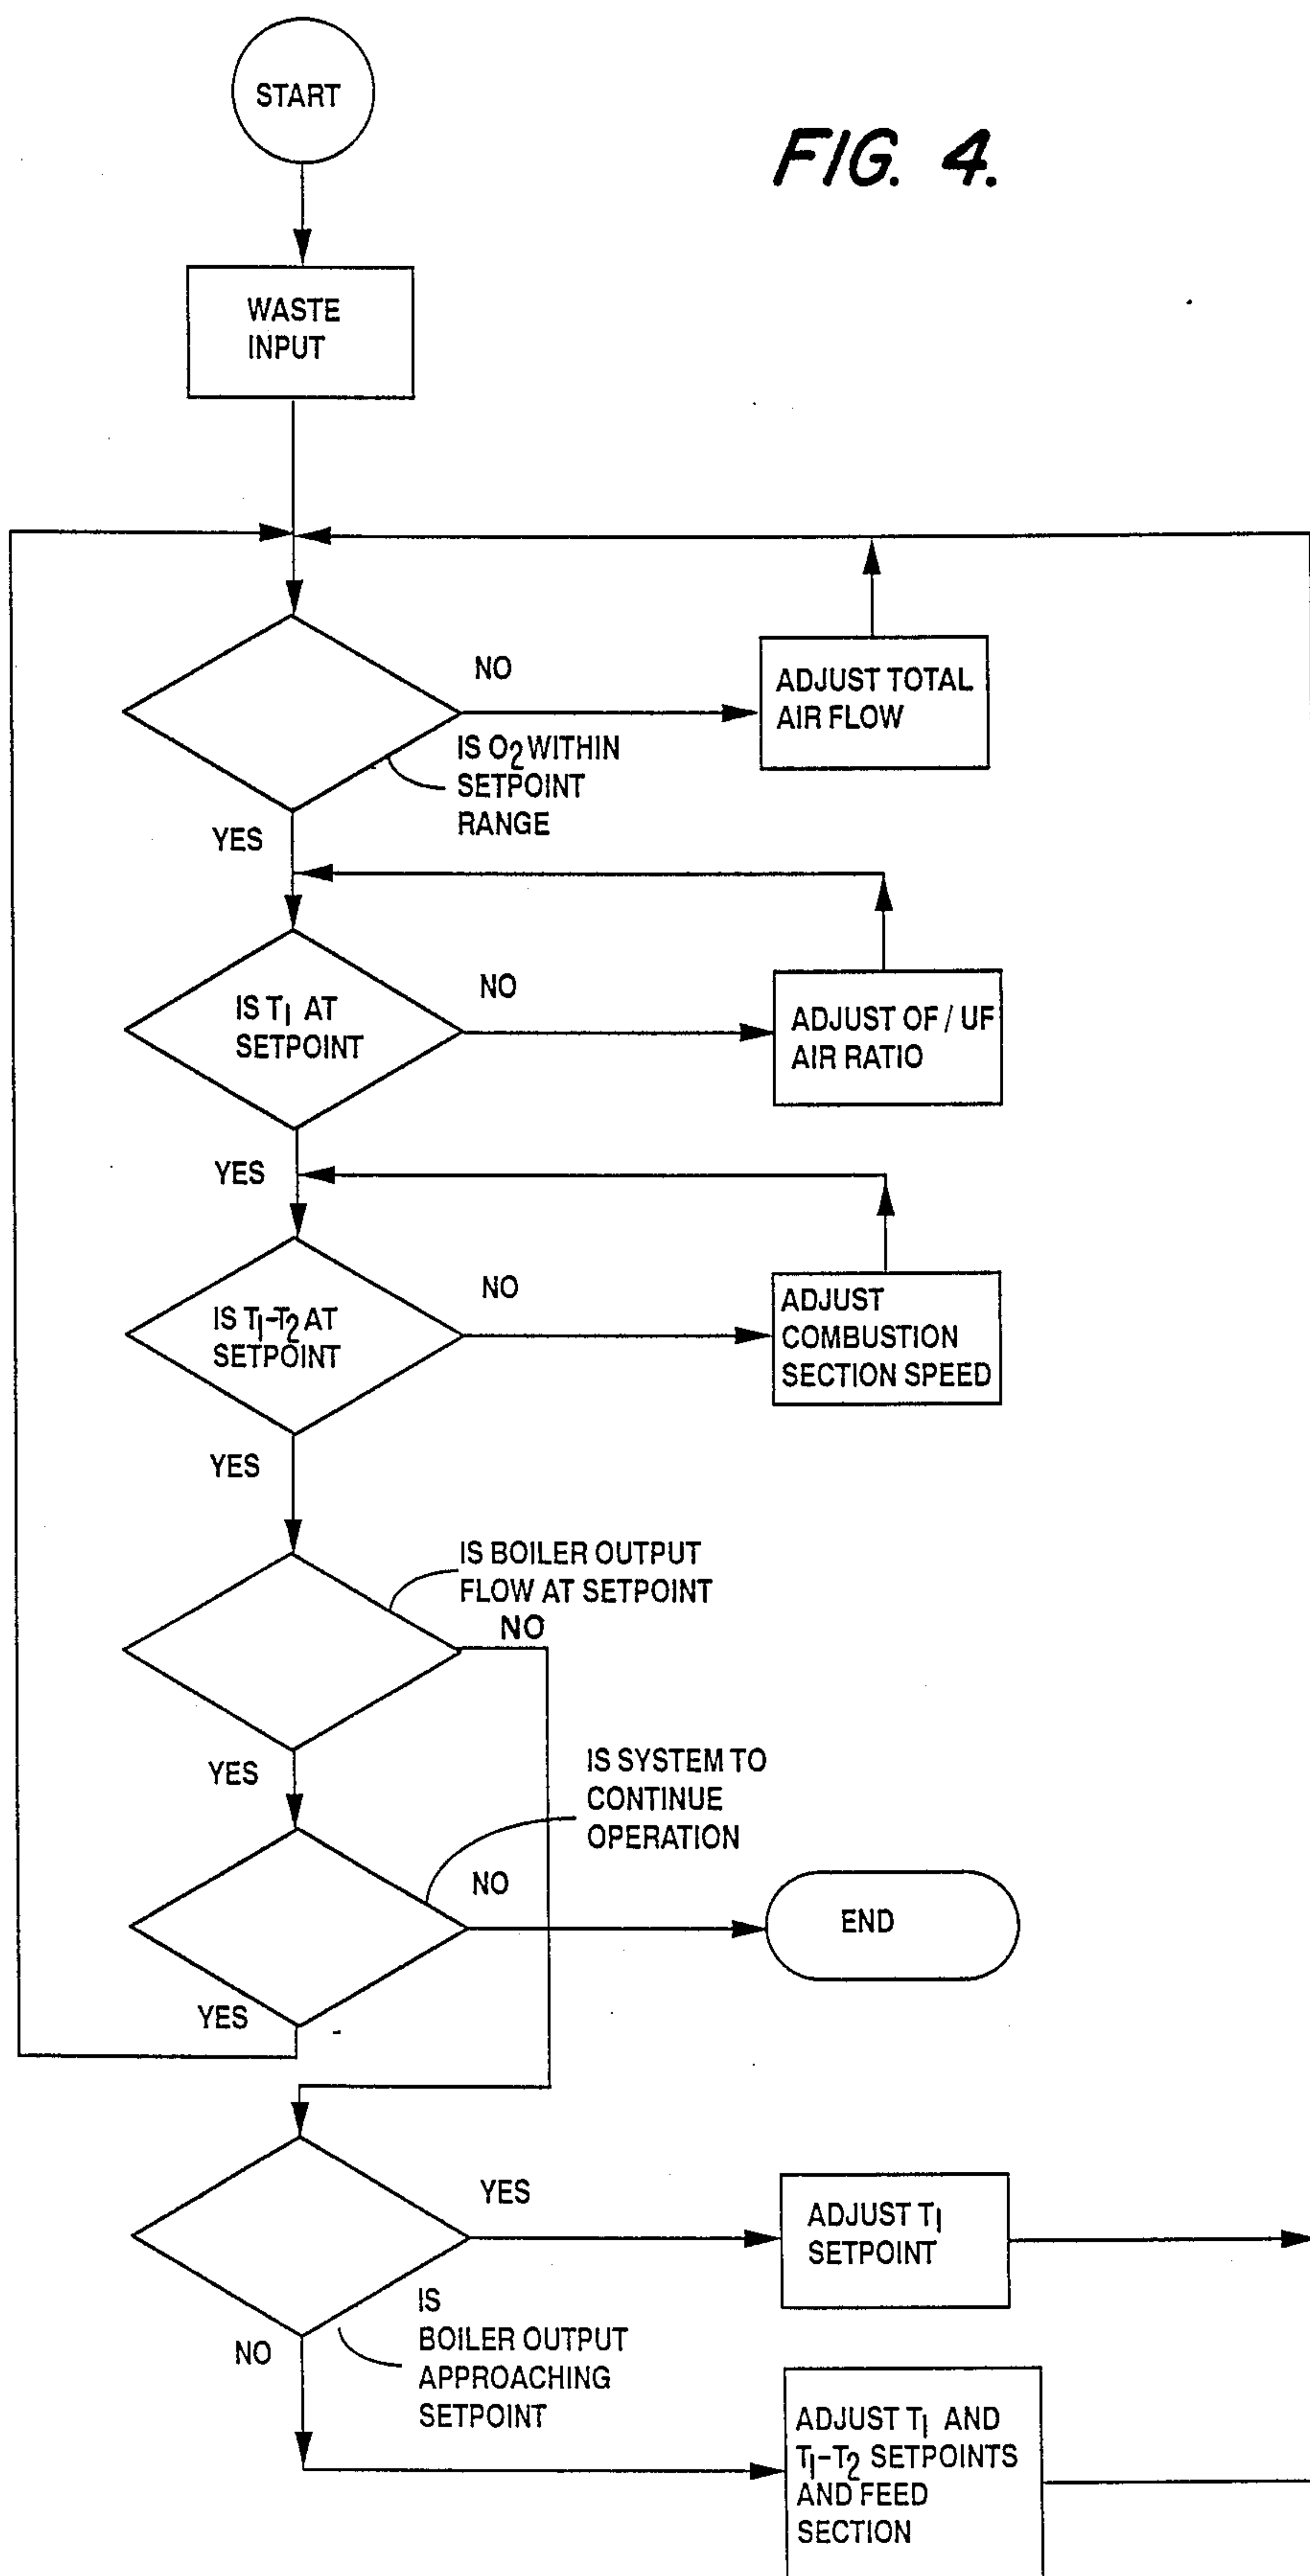 START
FIG. 4.
WASTE
INPUT
NO
ADJUST TOTAL
AIR FLOW
IS O2 WITHIN
SETPOINT
RANGE
YES
IS T1 AT
SETPOINT
NO
ADJUST OF / UF
AIR RATIO
YES
IS T1-T2 AT
SETPOINT
NO
ADJUST
COMBUSTION
SECTION SPEED
YES
IS BOILER OUTPUT
FLOW AT SETPOINT
NO
YES
IS SYSTEM TO
CONTINUE
OPERATION
NO
END
YES
YES
ADJUST T1
SETPOINT
IS
BOILER OUTPUT
APPROACHING
SETPOINT
NO
ADJUST T1 AND
T1-T2 SETPOINTS
AND FEED
SECTION